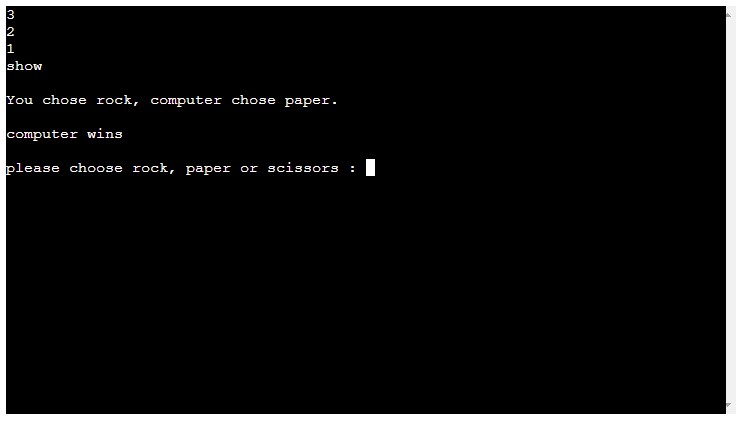 3
2
1
show
You chose rock, computer chose paper.
computer wins
please choose rock, paper or scissors :